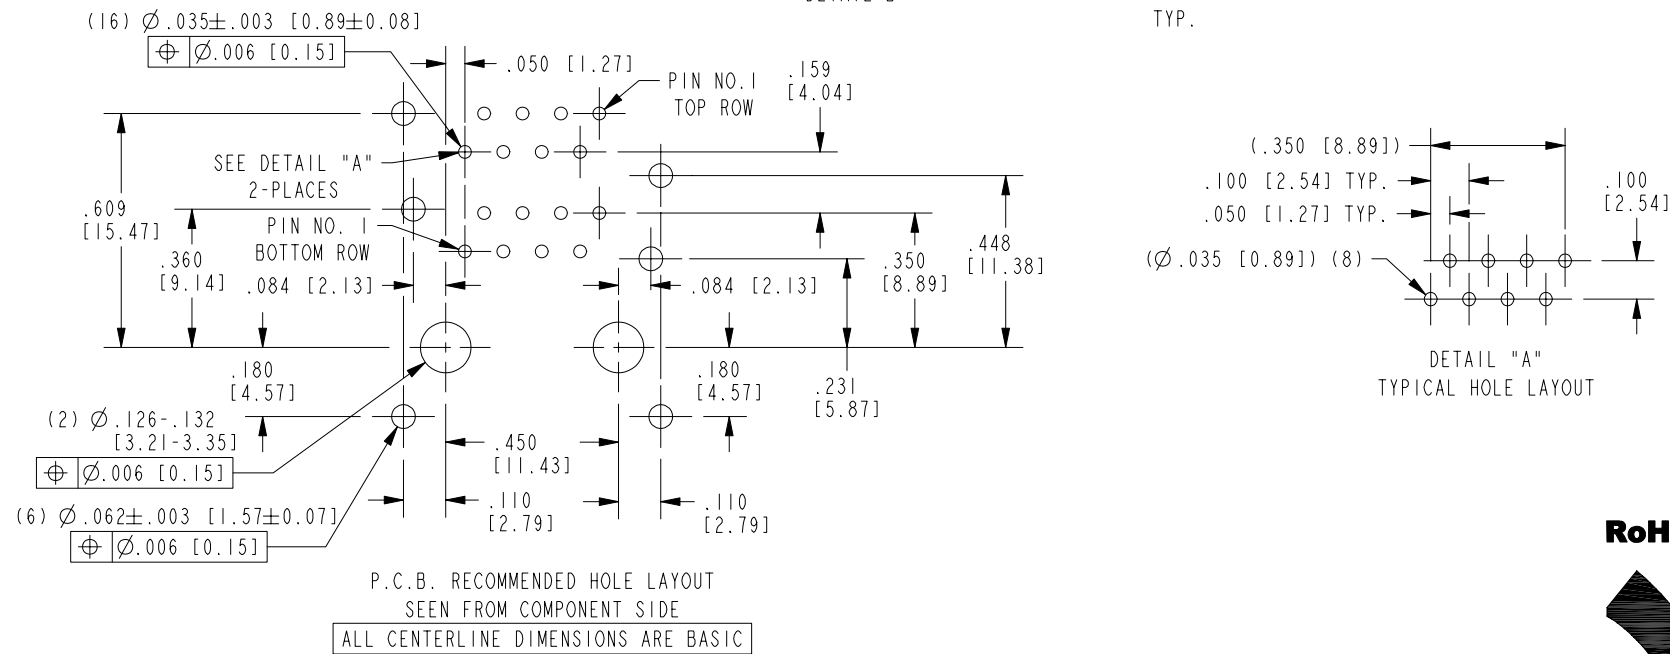 TYP.
(16) Ø.035±.003 [0.89±0.08]
⌖ Ø.006 [0.15]
.050 [1.27]
PIN NO.1
TOP ROW
.159
[4.04]
SEE DETAIL "A"
2-PLACES
PIN NO. 1
BOTTOM ROW
.609
[15.47]
.360
[9.14]
.084 [2.13]
.084 [2.13]
.350
[8.89]
.448
[11.38]
.180
[4.57]
.180
[4.57]
.231
[5.87]
(2) Ø.126-.132
[3.21-3.35]
⌖ Ø.006 [0.15]
.450
[11.43]
.110
[2.79]
.110
[2.79]
(6) Ø.062±.003 [1.57±0.07]
⌖ Ø.006 [0.15]
P.C.B. RECOMMENDED HOLE LAYOUT
SEEN FROM COMPONENT SIDE
ALL CENTERLINE DIMENSIONS ARE BASIC
(.350 [8.89])
.100 [2.54] TYP.
.050 [1.27] TYP.
.100
[2.54]
(Ø.035 [0.89]) (8)
DETAIL "A"
TYPICAL HOLE LAYOUT
RoH